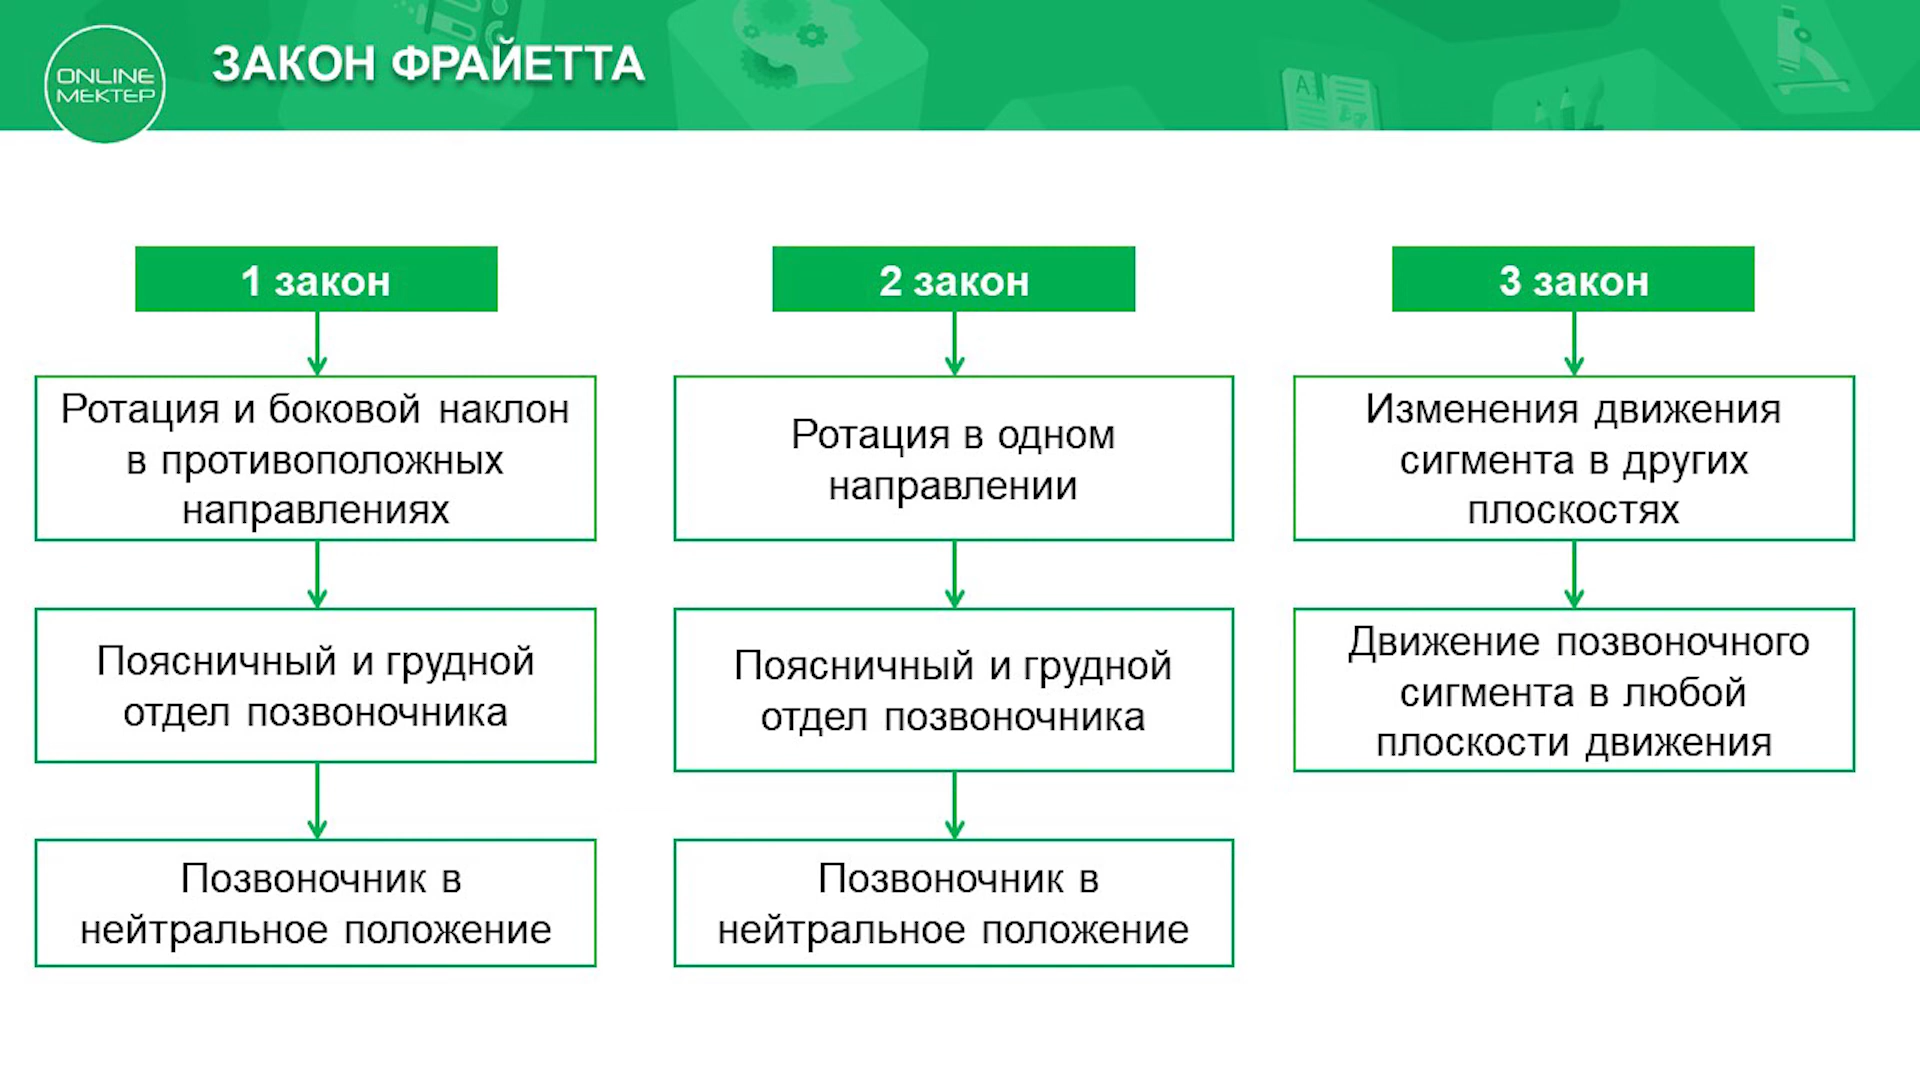 ONLINE
МЕКТЕР
ЗАКОН ФРАЙЕТТА
1 закон
Ротация и боковой наклон
в противоположных
направлениях
Поясничный и грудной
отдел позвоночника
Позвоночник в
нейтральное положение
2 закон
Ротация в одном
направлении
Поясничный и грудной
отдел позвоночника
Позвоночник в
нейтральное положение
3 закон
Изменения движения
сигмента в других
плоскостях
Движение позвоночного
сигмента в любой
плоскости движения